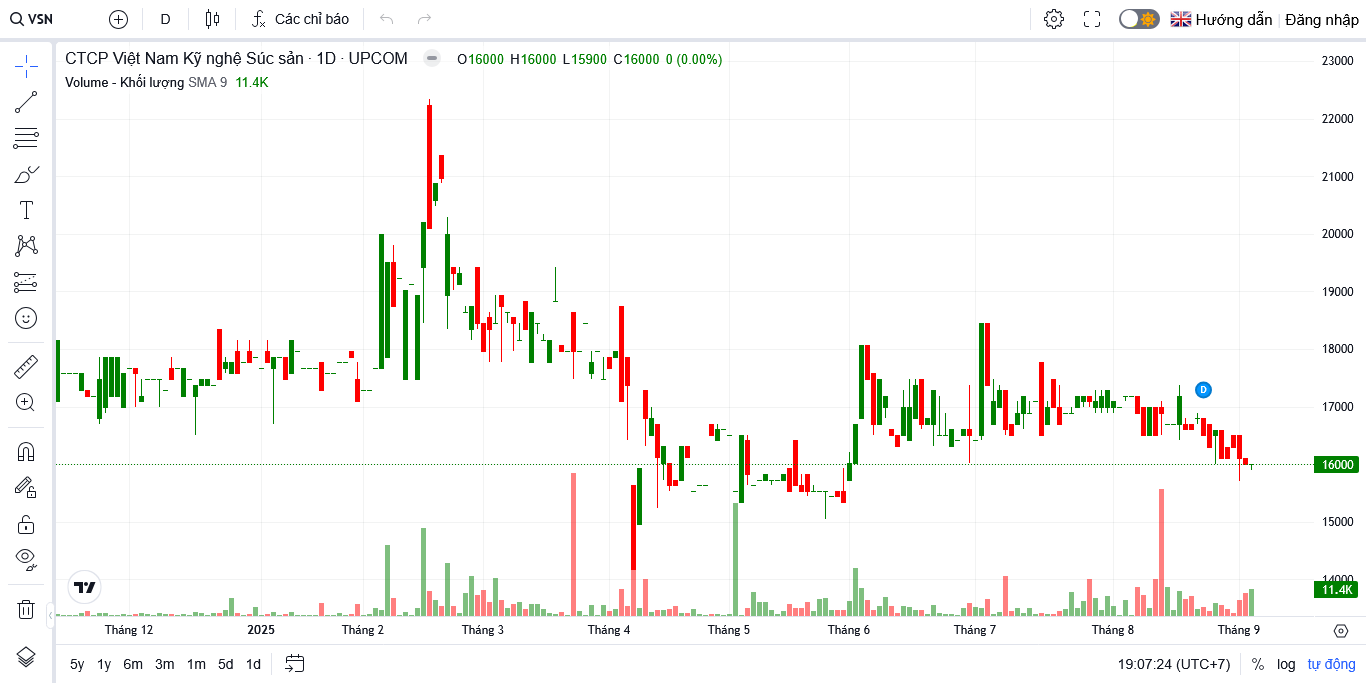 VSN
D
Các chỉ báo
Hướng dẫn
Đăng nhập
CTCP Việt Nam Kỹ nghệ Súc sản · 1D · UPCOM
O16000 H16000 L15900 C16000 0 (0.00%)
Volume - Khối lượng SMA 9 11.4K
23000
22000
21000
20000
19000
18000
17000
16000
15000
14000
11.4K
D
Tháng 12
2025
Tháng 2
Tháng 3
Tháng 4
Tháng 5
Tháng 6
Tháng 7
Tháng 8
Tháng 9
5y 1y 6m 3m 1m 5d 1d
19:07:24 (UTC+7)
% log tự động